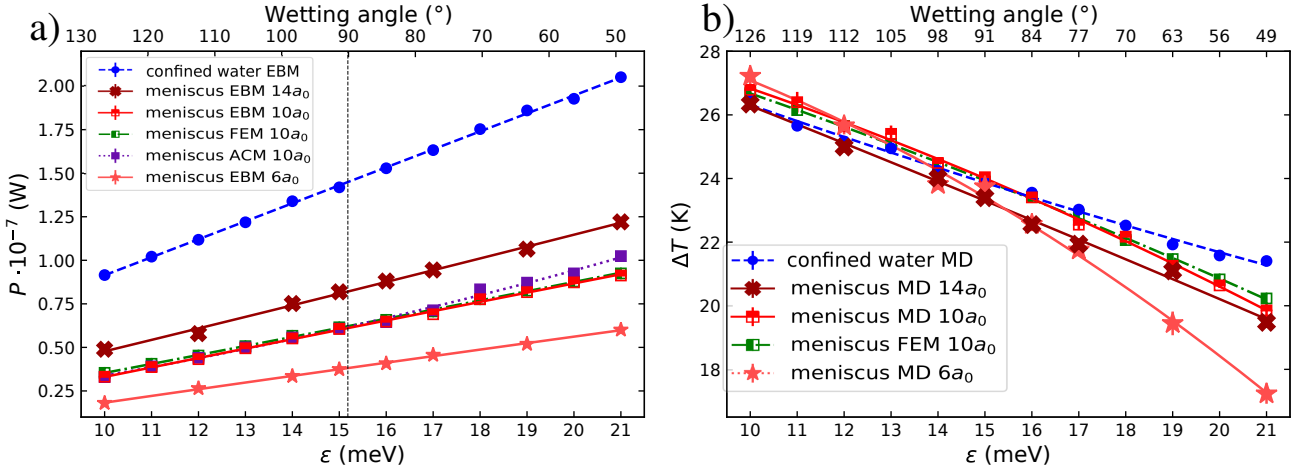 a)
Wetting angle (°)
130 120 110 100 90 80 70 60 50
confined water EBM
meniscus EBM 14a₀
meniscus EBM 10a₀
meniscus FEM 10a₀
meniscus ACM 10a₀
meniscus EBM 6a₀
P ·10⁻⁷ (W)
2.00
1.75
1.50
1.25
1.00
0.75
0.50
0.25
10 11 12 13 14 15 16 17 18 19 20 21
ε (meV)
b)
Wetting angle (°)
126 119 112 105 98 91 84 77 70 63 56 49
ΔT (K)
28
26
24
22
20
18
confined water MD
meniscus MD 14a₀
meniscus MD 10a₀
meniscus FEM 10a₀
meniscus MD 6a₀
10 11 12 13 14 15 16 17 18 19 20 21
ε (meV)